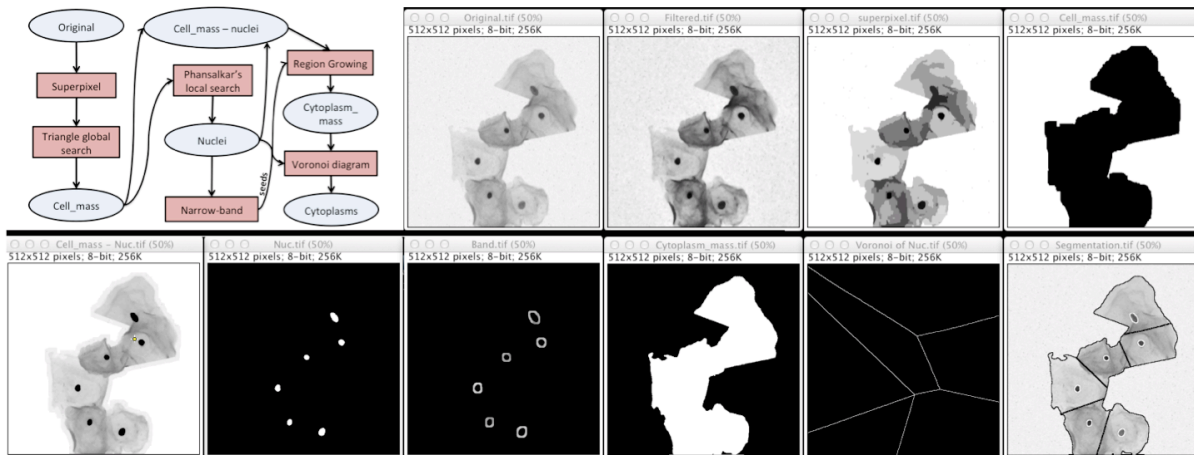 Original
Superpixel
Triangle global
search
Cell_mass
Cell_mass – nuclei
Phansalkar's
local search
Nuclei
Narrow-band
seeds
Region Growing
Cytoplasm_
mass
Voronoi diagram
Cytoplasms
Original.tif (50%)
512x512 pixels; 8-bit; 256K
Filtered.tif (50%)
512x512 pixels; 8-bit; 256K
superpixel.tif (50%)
512x512 pixels; 8-bit; 256K
Cell_mass.tif (50%)
512x512 pixels; 8-bit; 256K
Cell_mass – Nuc.tif (50%)
512x512 pixels; 8-bit; 256K
Nuc.tif (50%)
512x512 pixels; 8-bit; 256K
Band.tif (50%)
512x512 pixels; 8-bit; 256K
Cytoplasm_mass.tif (50%)
512x512 pixels; 8-bit; 256K
Voronoi of Nuc.tif (50%)
512x512 pixels; 8-bit; 256K
Segmentation.tif (50%)
512x512 pixels; 8-bit; 256K